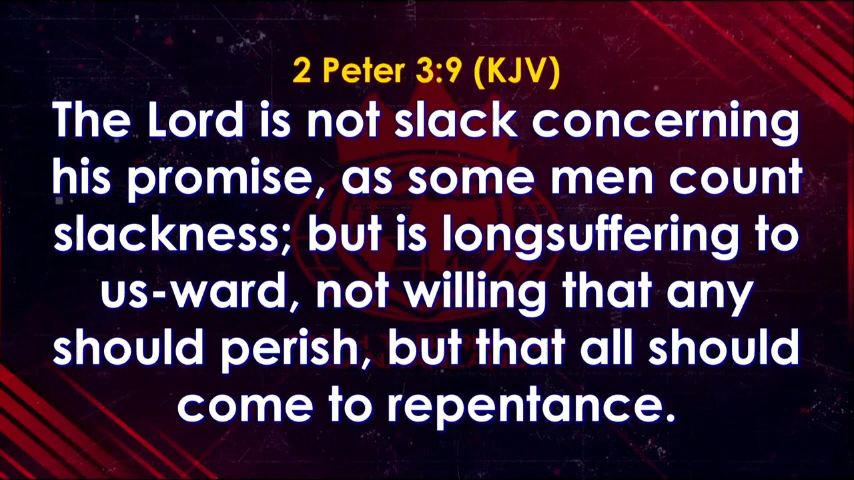 2 Peter 3:9 (KJV)
The Lord is not slack concerning
his promise, as some men count
slackness; but is longsuffering to
us-ward, not willing that any
should perish, but that all should
come to repentance.